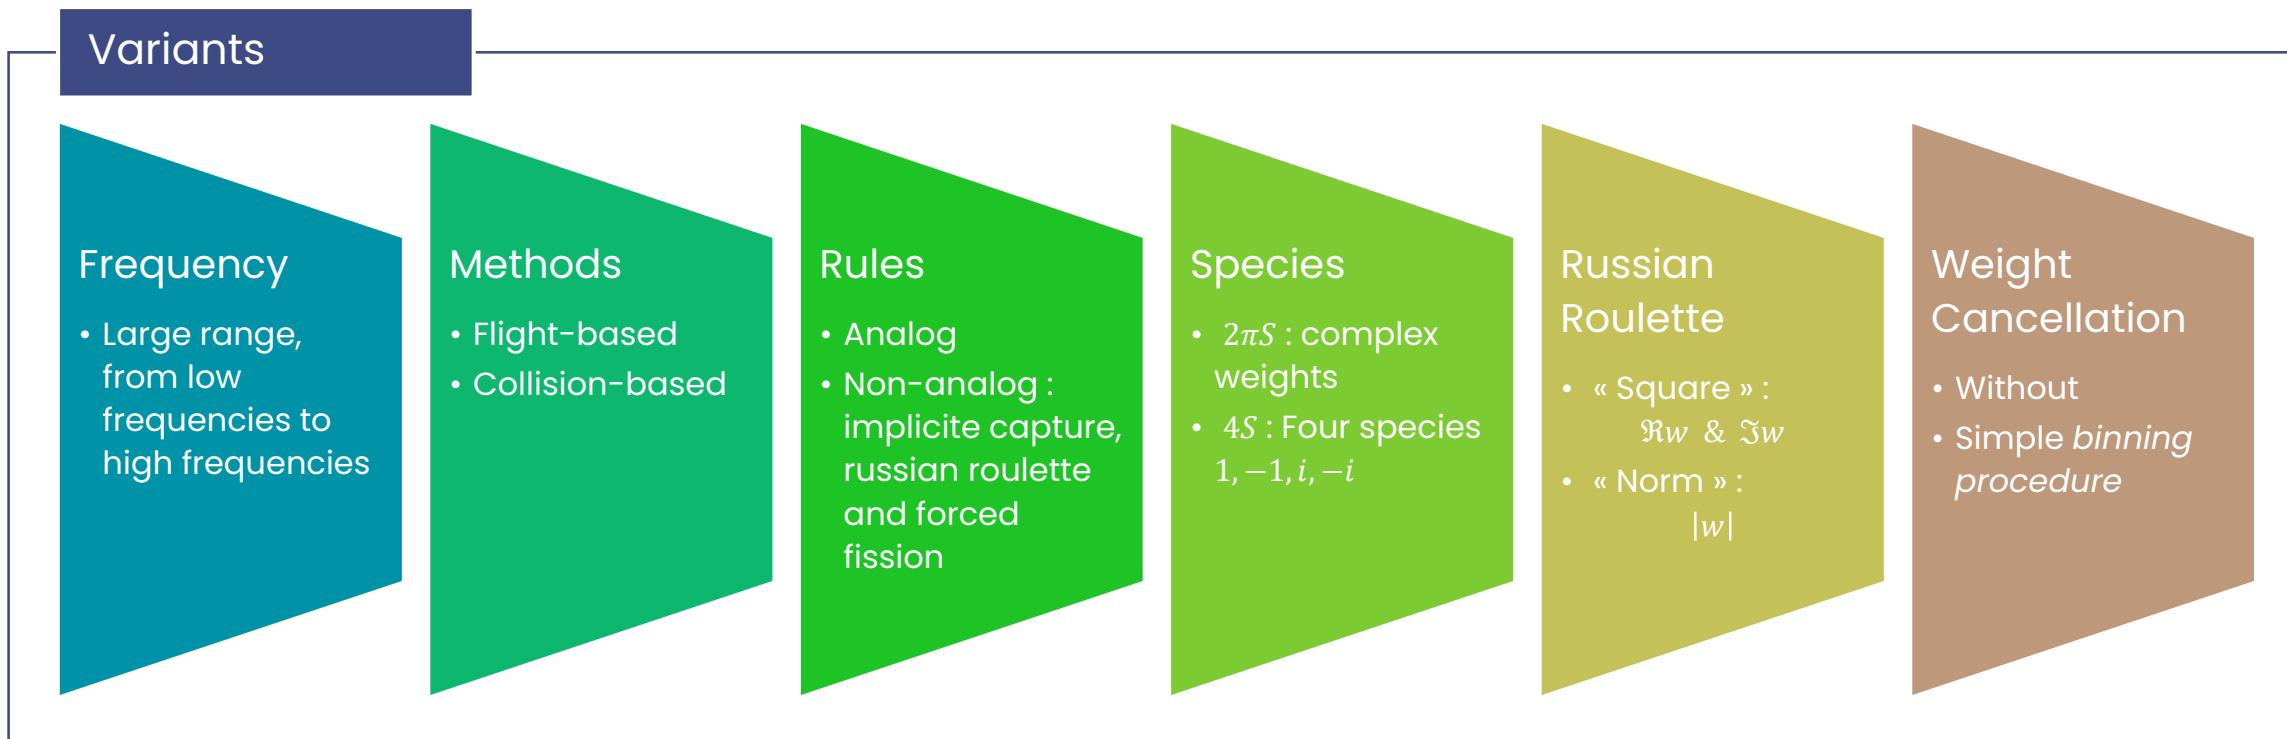 Variants
Frequency
• Large range,
from low
frequencies to
high frequencies
Methods
• Flight-based
• Collision-based
Rules
• Analog
• Non-analog :
implicite capture,
russian roulette
and forced
fission
Species
• 2𝜋𝑆 : complex
weights
• 4𝑆 : Four species
1, −1, 𝑖, −𝑖
Russian
Roulette
• « Square » :
ℜ𝑤 & ℑ𝑤
• « Norm » :
|𝑤|
Weight
Cancellation
• Without
• Simple binning
procedure